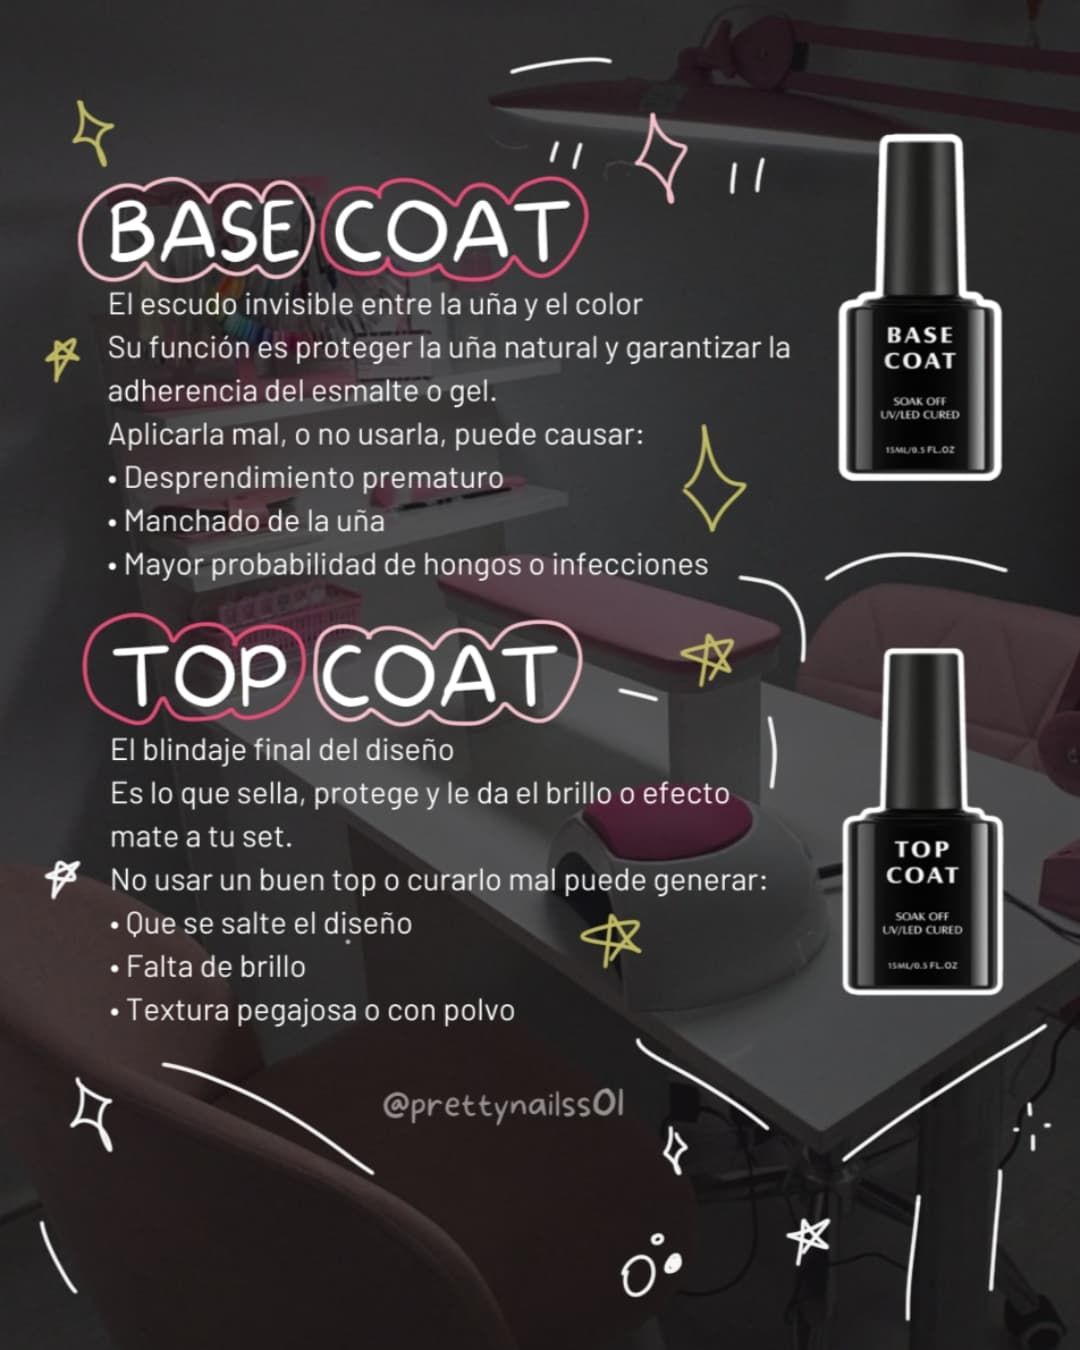 BASE COAT
El escudo invisible entre la uña y el color
Su función es proteger la uña natural y garantizar la
adherencia del esmalte o gel.
Aplicarla mal, o no usarla, puede causar:
• Desprendimiento prematuro
• Manchado de la uña
• Mayor probabilidad de hongos o infecciones
BASE
COAT
SOAK OFF
UV/LED CURED
15ML/0.5 FL.OZ
TOP COAT
El blindaje final del diseño
Es lo que sella, protege y le da el brillo o efecto
mate a tu set.
No usar un buen top o curarlo mal puede generar:
• Que se salte el diseño
• Falta de brillo
• Textura pegajosa o con polvo
TOP
COAT
SOAK OFF
UV/LED CURED
15ML/0.5 FL.OZ
@prettynailss01